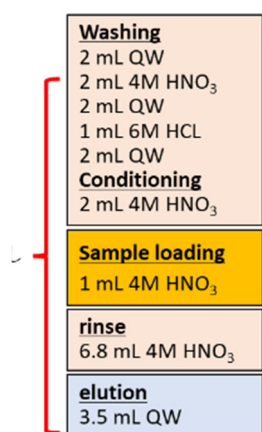 Washing
2 mL QW
2 mL 4M HNO₃
2 mL QW
1 mL 6M HCL
2 mL QW
Conditioning
2 mL 4M HNO₃
Sample loading
1 mL 4M HNO₃
rinse
6.8 mL 4M HNO₃
elution
3.5 mL QW